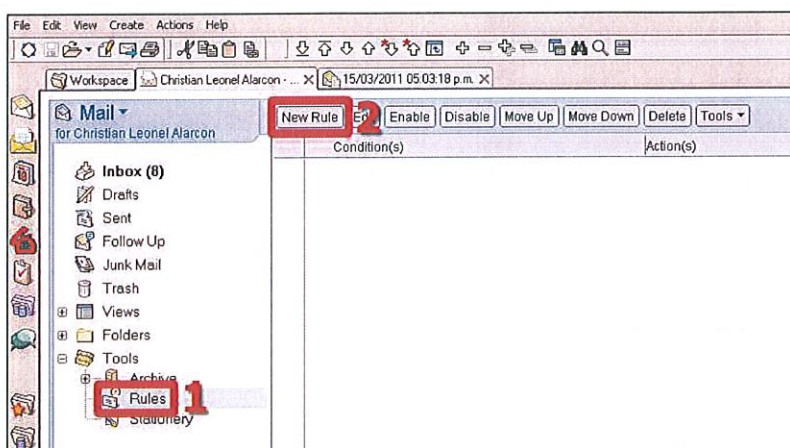 File Edit View Create Actions Help
Workspace Christian Leonel Alarcon - ... X 15/03/2011 05:03:18 p.m. X
Mail
for Christian Leonel Alarcon
New Rule 2 Enable Disable Move Up Move Down Delete Tools
Condition(s) Action(s)
Inbox (8)
Drafts
Sent
Follow Up
Junk Mail
Trash
Views
Folders
Tools
Archive
Rules 1
Stationery